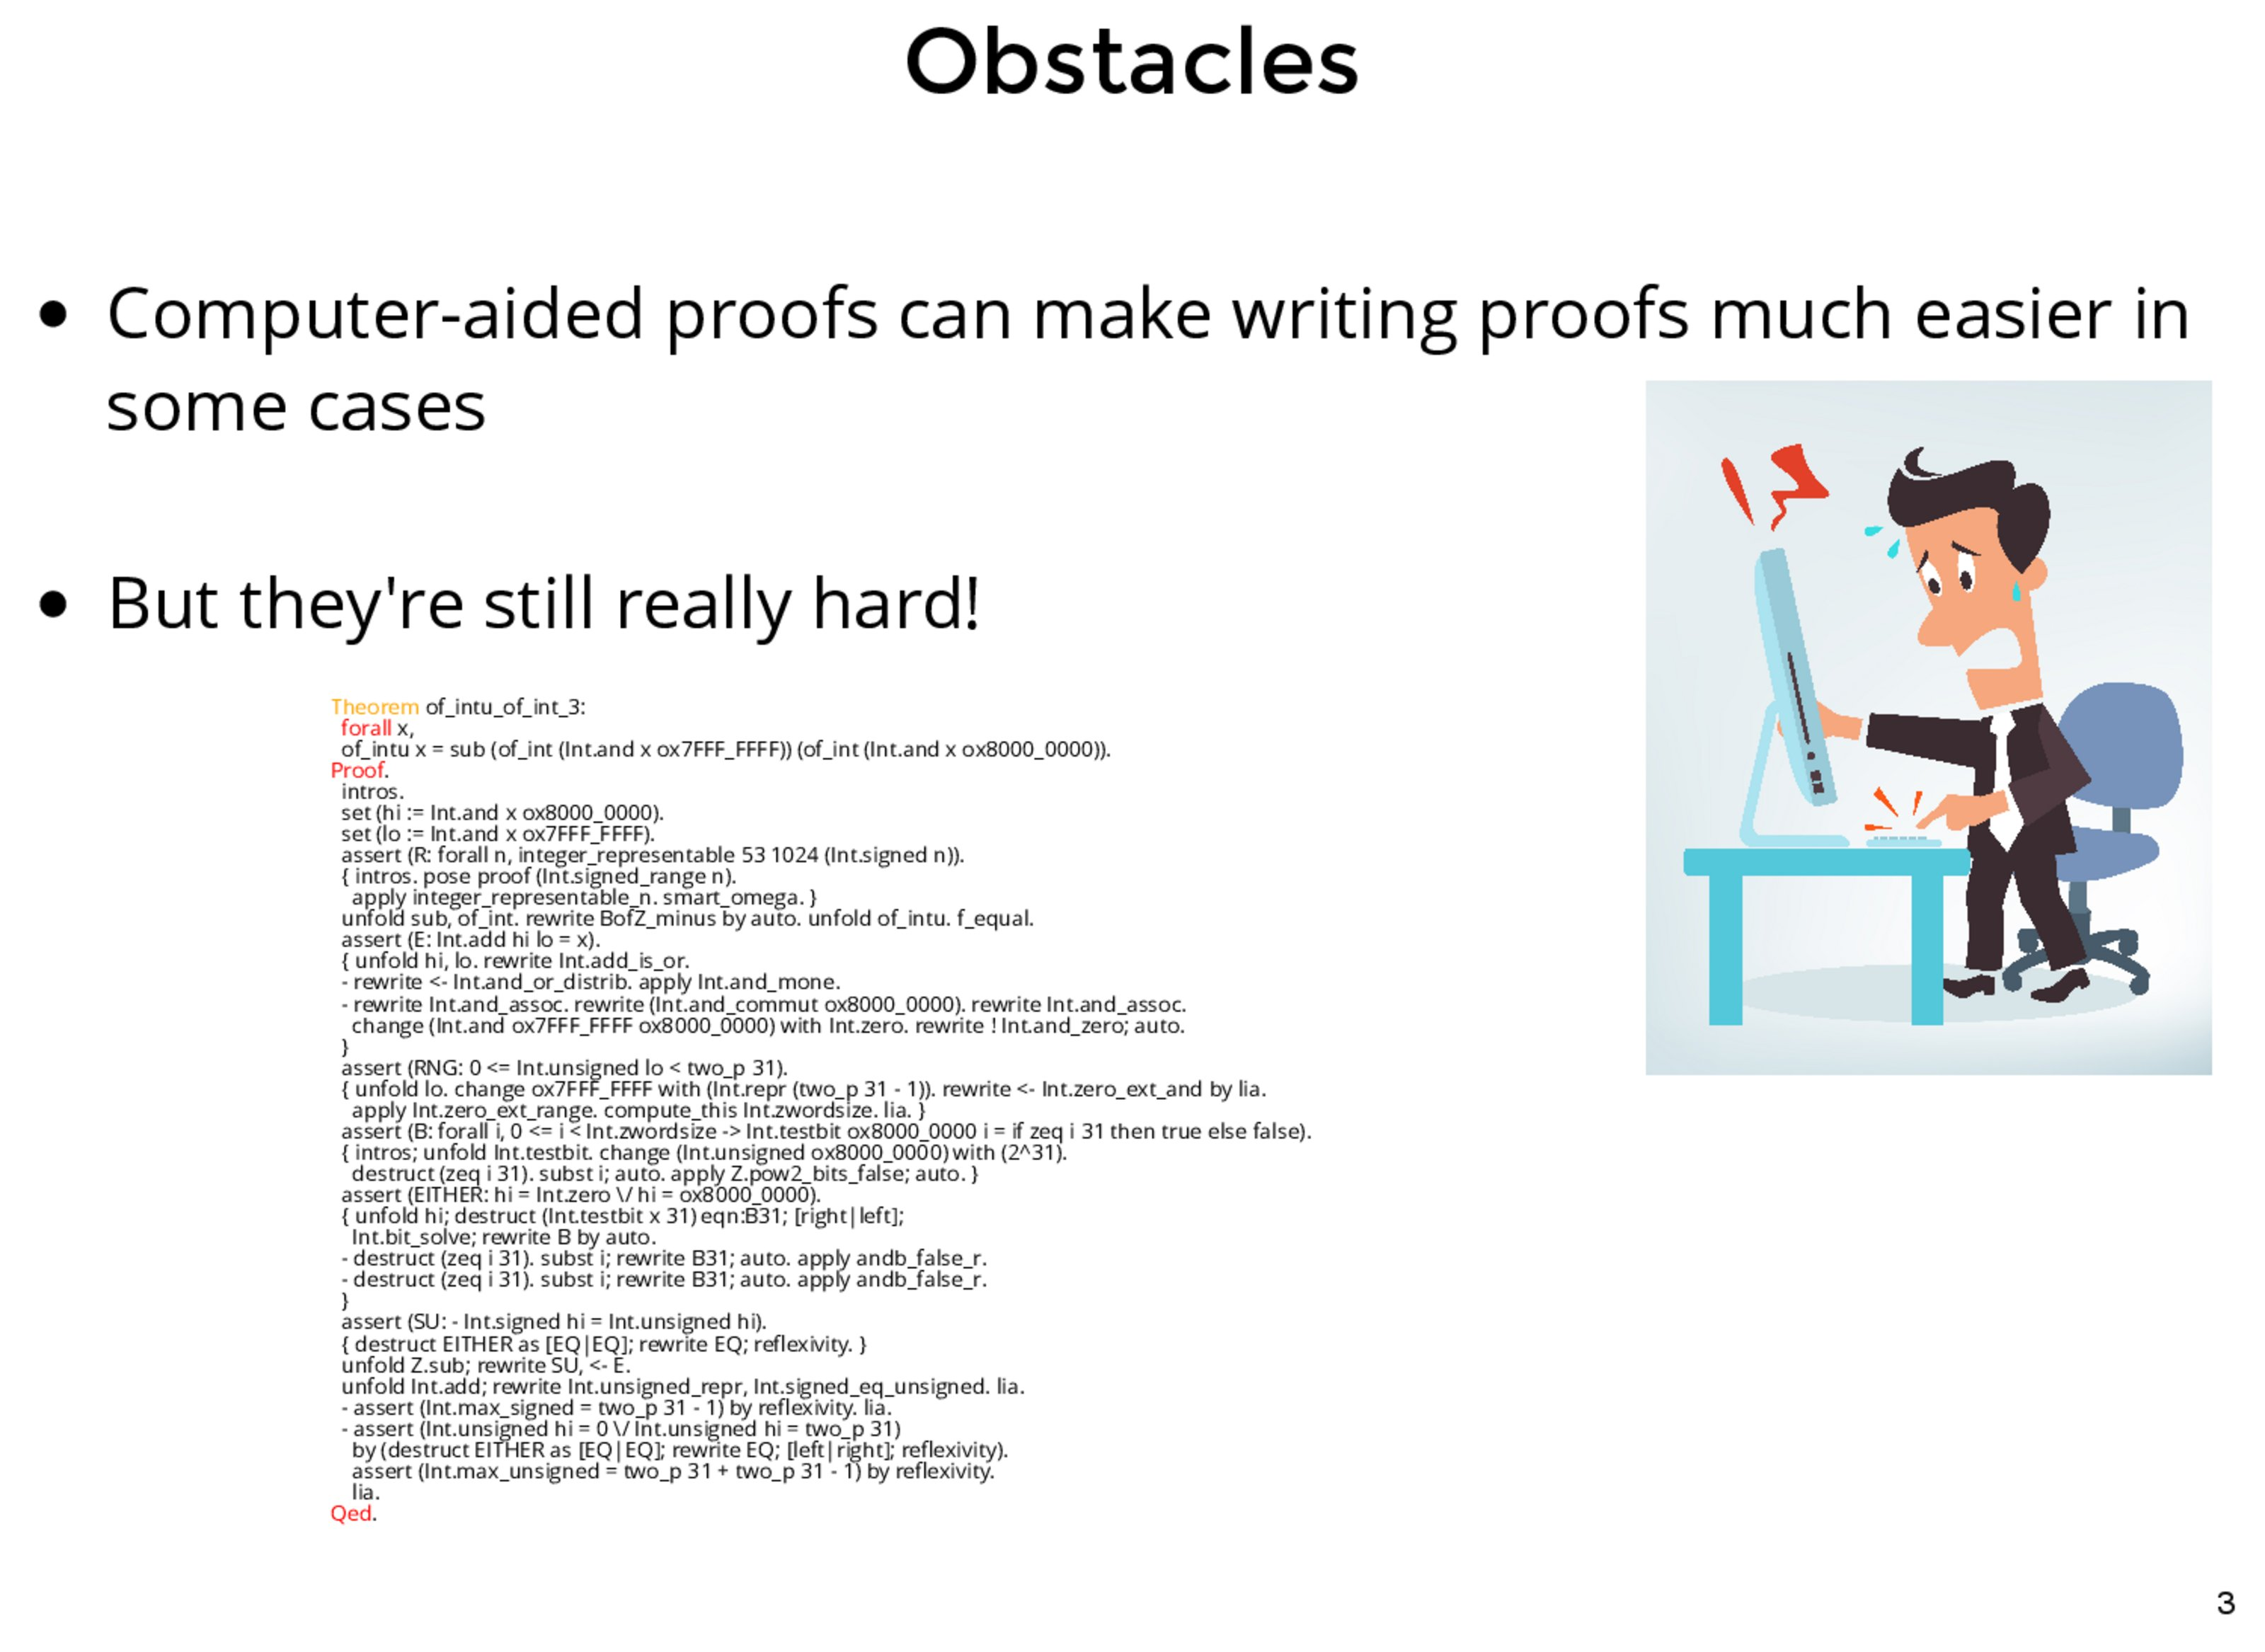 Obstacles
• Computer-aided proofs can make writing proofs much easier in
some cases
• But they're still really hard!
Theorem of_intu_of_int_3:
forall x,
of_intu x = sub (of_int (Int.and x ox7FFF_FFFF)) (of_int (Int.and x ox8000_0000)).
Proof.
intros.
set (hi := Int.and x ox8000_0000).
set (lo := Int.and x ox7FFF_FFFF).
assert (R: forall n, integer_representable 53 1024 (Int.signed n)).
{ intros. pose proof (Int.signed_range n).
apply integer_representable_n. smart_omega. }
unfold sub, of_int. rewrite BofZ_minus by auto. unfold of_intu. f_equal.
assert (E: Int.add hi lo = x).
{ unfold hi, lo. rewrite Int.add_is_or.
- rewrite <- Int.and_or_distrib. apply Int.and_mone.
- rewrite Int.and_assoc. rewrite (Int.and_commut ox8000_0000). rewrite Int.and_assoc.
change (Int.and ox7FFF_FFFF ox8000_0000) with Int.zero. rewrite ! Int.and_zero; auto.
}
assert (RNG: 0 <= Int.unsigned lo < two_p 31).
{ unfold lo. change ox7FFF_FFFF with (Int.repr (two_p 31 - 1)). rewrite <- Int.zero_ext_and by lia.
apply Int.zero_ext_range. compute_this Int.zwordsize. lia. }
assert (B: forall i, 0 <= i < Int.zwordsize -> Int.testbit ox8000_0000 i = if zeq i 31 then true else false).
{ intros; unfold Int.testbit. change (Int.unsigned ox8000_0000) with (2^31).
destruct (zeq i 31). subst i; auto. apply Z.pow2_bits_false; auto. }
assert (EITHER: hi = Int.zero \/ hi = ox8000_0000).
{ unfold hi; destruct (Int.testbit x 31) eqn:B31; [right|left];
Int.bit_solve; rewrite B by auto.
- destruct (zeq i 31). subst i; rewrite B31; auto. apply andb_false_r.
- destruct (zeq i 31). subst i; rewrite B31; auto. apply andb_false_r.
}
assert (SU: - Int.signed hi = Int.unsigned hi).
{ destruct EITHER as [EQ|EQ]; rewrite EQ; reflexivity. }
unfold Z.sub; rewrite SU, <- E.
unfold Int.add; rewrite Int.unsigned_repr, Int.signed_eq_unsigned. lia.
- assert (Int.max_signed = two_p 31 - 1) by reflexivity. lia.
- assert (Int.unsigned hi = 0 \/ Int.unsigned hi = two_p 31)
by (destruct EITHER as [EQ|EQ]; rewrite EQ; [left|right]; reflexivity).
assert (Int.max_unsigned = two_p 31 + two_p 31 - 1) by reflexivity.
lia.
Qed.
3